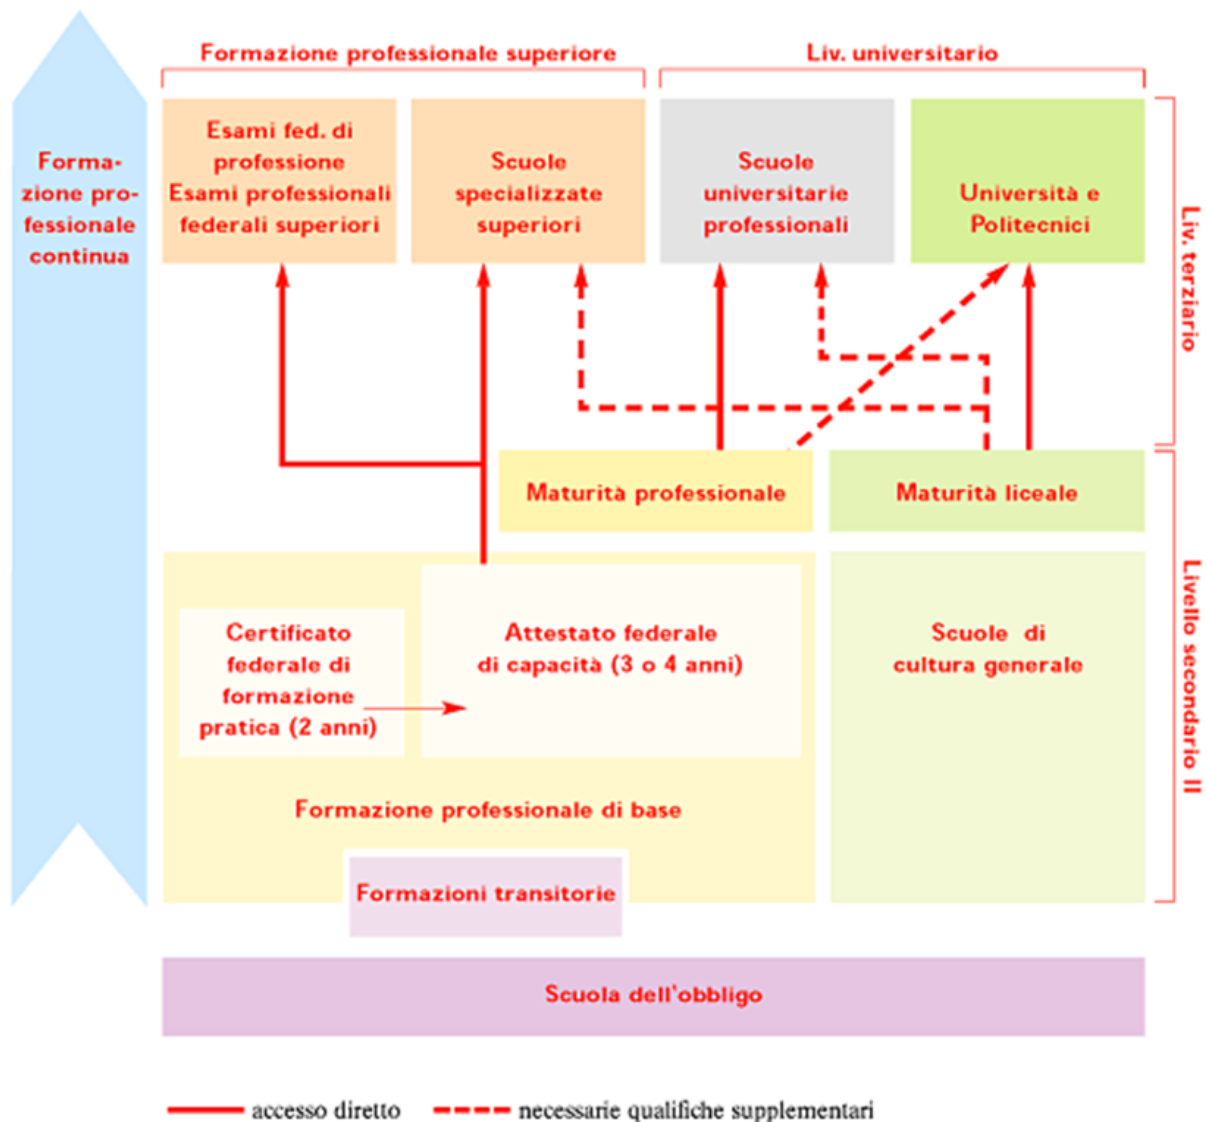 Formazione professionale superiore
Liv. universitario
Forma-
zione pro-
fessionale
continua
Esami fed. di
professione
Esami professionali
federali superiori
Scuole
specializzate
superiori
Scuole
universitarie
professionali
Università e
Politecnici
Liv. terziario
Maturità professionale
Maturità liceale
Certificato
federale di
formazione
pratica (2 anni)
Attestato federale
di capacità (3 o 4 anni)
Scuole di
cultura generale
Livello secondario II
Formazione professionale di base
Formazioni transitorie
Scuola dell'obbligo
accesso diretto
necessarie qualifiche supplementari